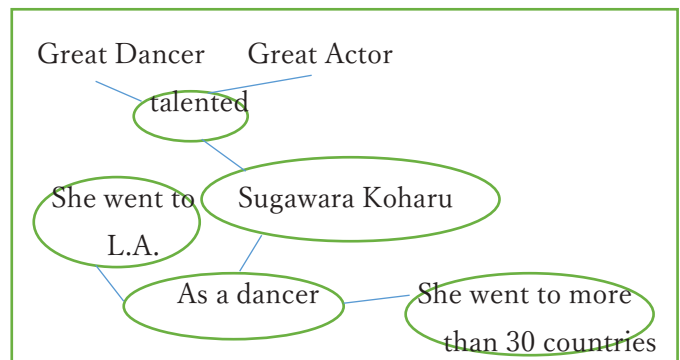 Great Dancer
Great Actor
talented
Sugawara Koharu
She went to
L.A.
As a dancer
She went to more
than 30 countries